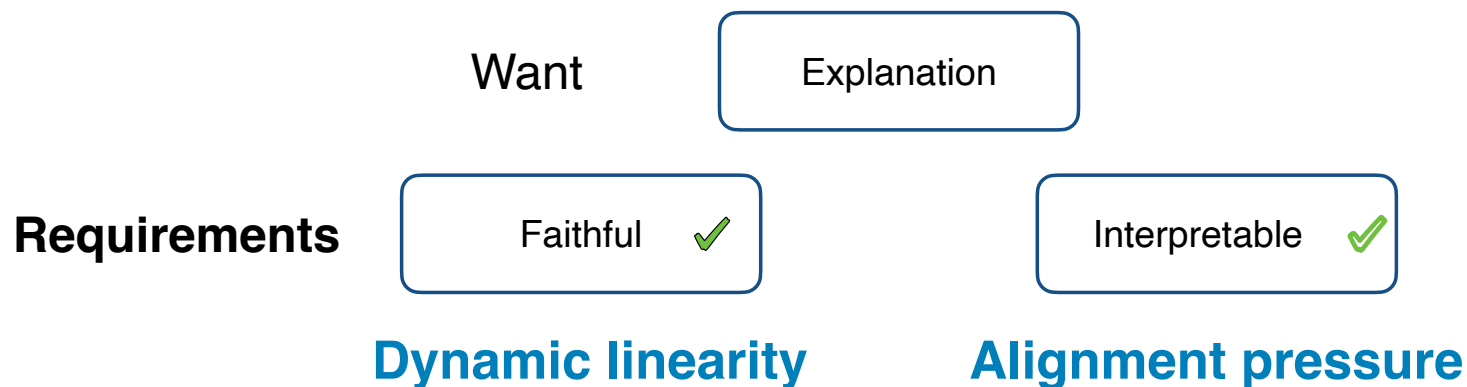 Want Explanation
Requirements Faithful Interpretable
Dynamic linearity Alignment pressure